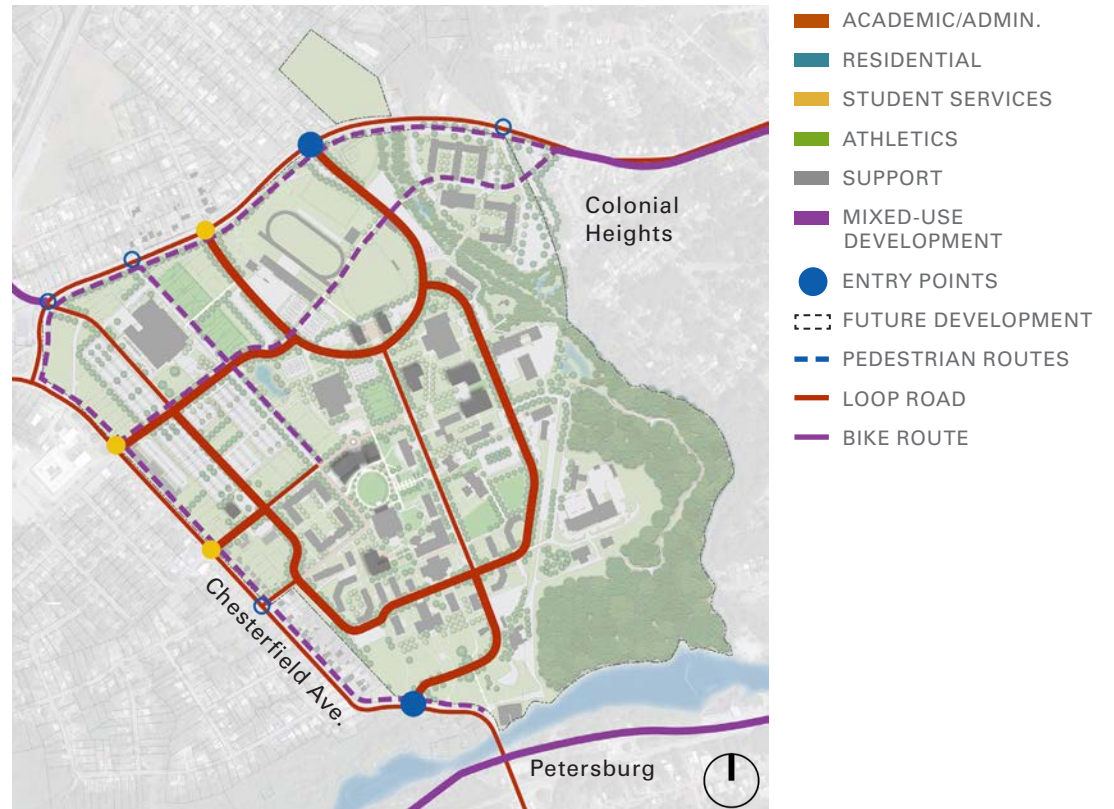 ACADEMIC/ADMIN.
RESIDENTIAL
STUDENT SERVICES
ATHLETICS
SUPPORT
MIXED-USE
DEVELOPMENT
ENTRY POINTS
FUTURE DEVELOPMENT
PEDESTRIAN ROUTES
LOOP ROAD
BIKE ROUTE
Colonial
Heights
Chesterfield Ave.
Petersburg